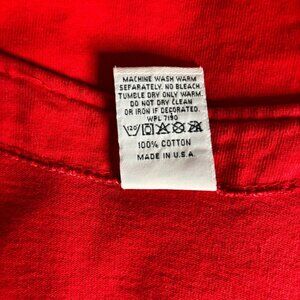 MACHINE WASH WARM
SEPARATELY. NO BLEACH.
TUMBLE DRY ONLY WARM.
DO NOT DRY CLEAN
OR IRON IF DECORATED.
WPL 7190
120
100% COTTON
MADE IN U.S.A.